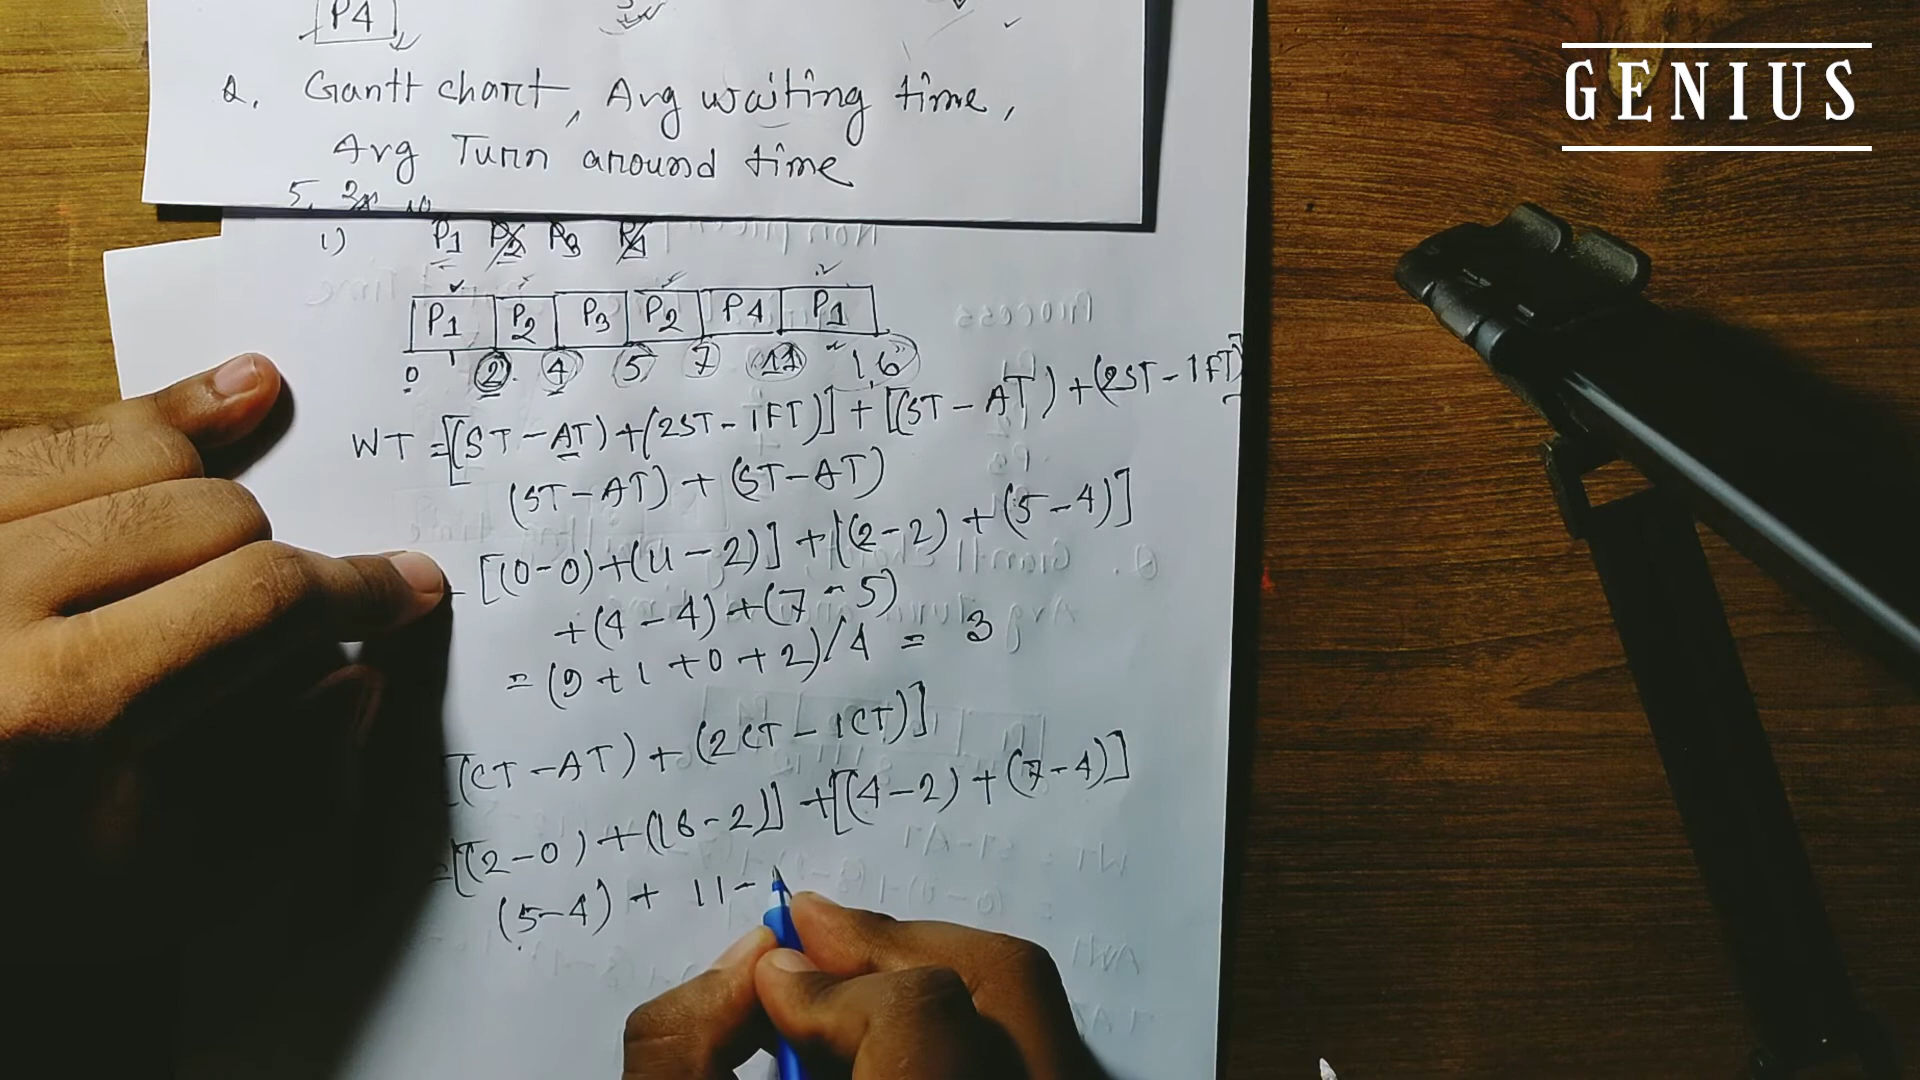 GENIUS
P4
Q. Gantt chart, Avg waiting time,
Avg Turn around time
1) P1 P2 P3 P4
P1 P2 P3 P2 P4 P1
0 2 4 5 7 11 16
WT = [(ST - AT) + (2ST - 1FT)] + [(ST - AT) + (2ST - 1FT)]
(ST - AT) + (ST - AT)
[(0-0) + (11 - 2)] + [(2-2) + (5-4)]
+ (4 - 4) + (7 - 5)
= (9 + 1 + 0 + 2)/4 = 3
[(CT - AT) + (2CT - 1CT)]
= [(2-0) + (16-2)] + [(4-2) + (7-4)]
(5-4) + 11 -